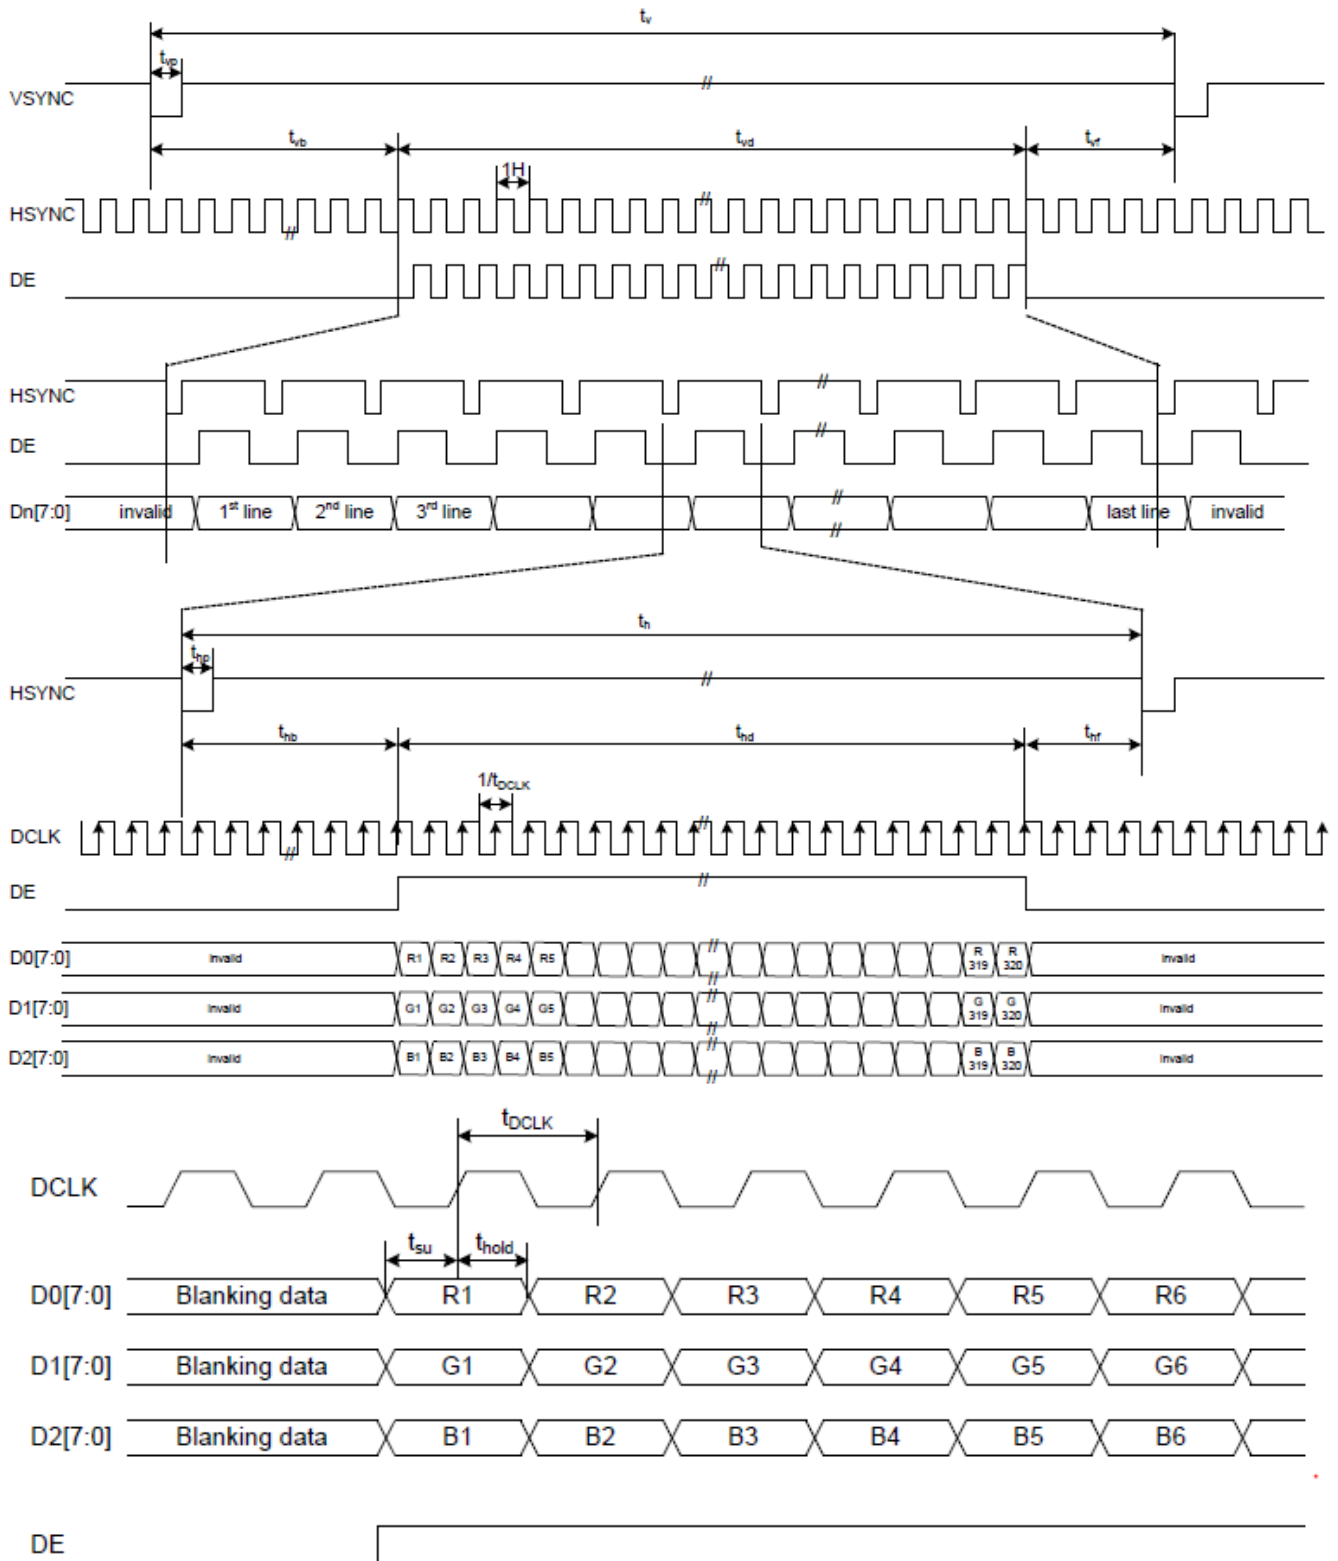 tv
tvp
VSYNC
tvb
tvd
tvf
1H
HSYNC
DE
HSYNC
DE
Dn[7:0] invalid 1st line 2nd line 3rd line last line invalid
th
thp
HSYNC
thb
thd
thf
1/tDCLK
DCLK
DE
D0[7:0] Invalid R1 R2 R3 R4 R5 R 319 R 320 Invalid
D1[7:0] Invalid G1 G2 G3 G4 G5 G 319 G 320 Invalid
D2[7:0] Invalid B1 B2 B3 B4 B5 B 319 B 320 Invalid
tDCLK
DCLK
tsu thold
D0[7:0] Blanking data R1 R2 R3 R4 R5 R6
D1[7:0] Blanking data G1 G2 G3 G4 G5 G6
D2[7:0] Blanking data B1 B2 B3 B4 B5 B6
DE